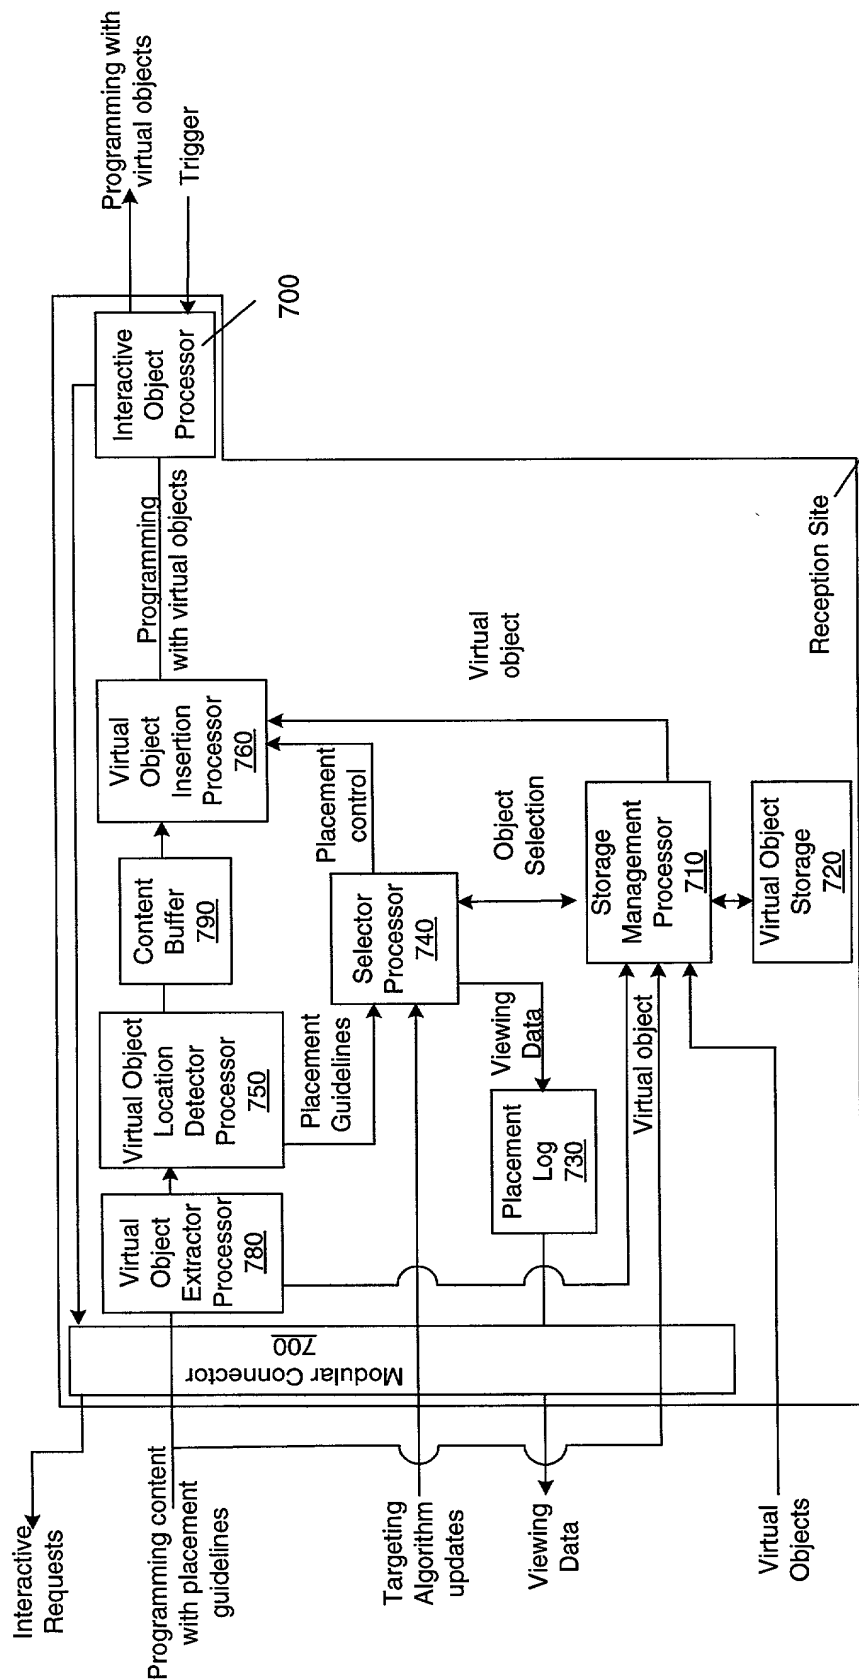 Interactive
Requests
Programming content
with placement
guidelines
Targeting
Algorithm
updates
Viewing
Data
Virtual
Objects
Modular Connector
700
Virtual
Object
Extractor
Processor
780
Virtual Object
Location
Detector
Processor
750
Placement
Guidelines
Content
Buffer
790
Virtual
Object
Insertion
Processor
760
Programming
with virtual objects
Interactive
Object
Processor
700
Programming with
virtual objects
Trigger
Selector
Processor
740
Placement
control
Viewing
Data
Placement
Log
730
Object
Selection
Virtual object
Virtual
object
Storage
Management
Processor
710
Virtual Object
Storage
720
Reception Site